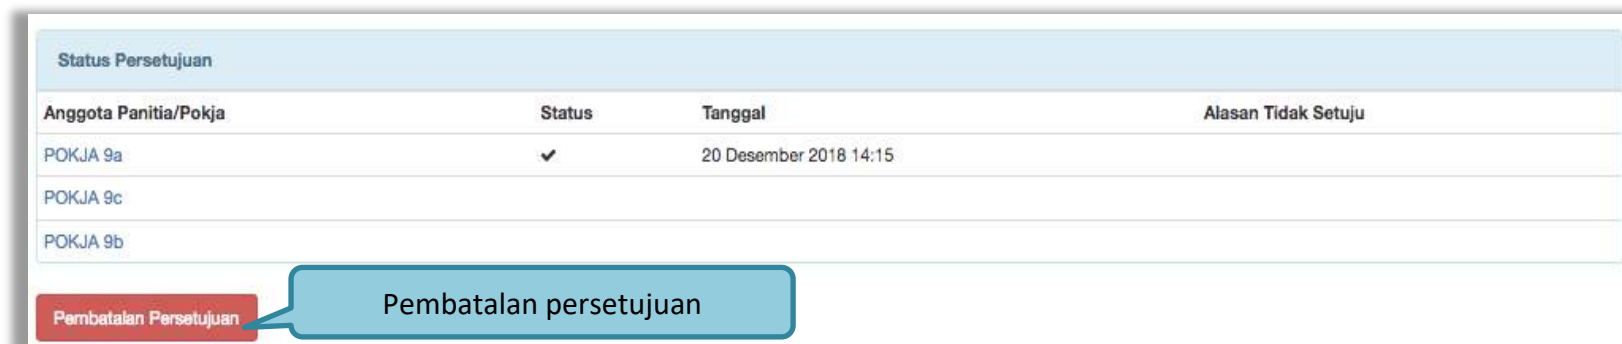 Status Persetujuan
Anggota Panitia/Pokja Status Tanggal Alasan Tidak Setuju
POKJA 9a ✔ 20 Desember 2018 14:15
POKJA 9c
POKJA 9b
Pembatalan Persetujuan
Pembatalan persetujuan